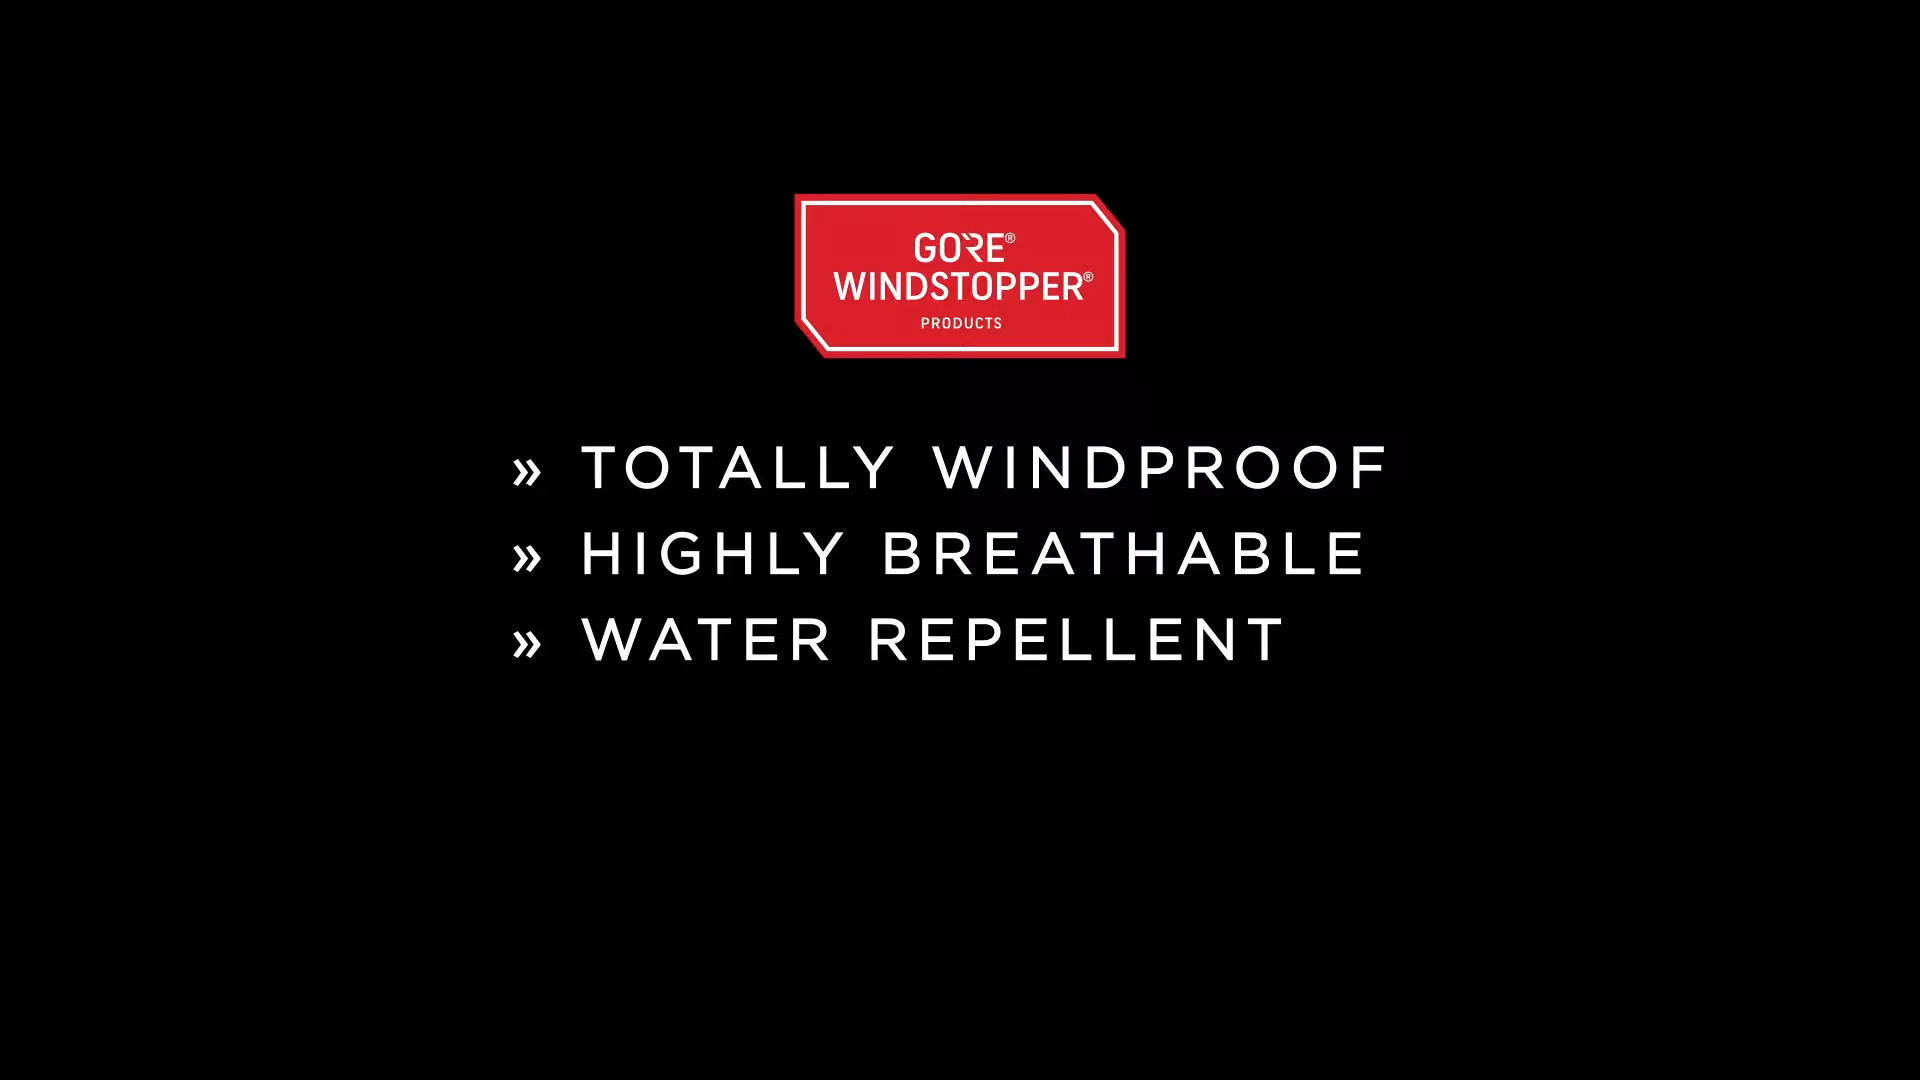 GORE®
WINDSTOPPER®
PRODUCTS
» TOTALLY WINDPROOF
» HIGHLY BREATHABLE
» WATER REPELLENT